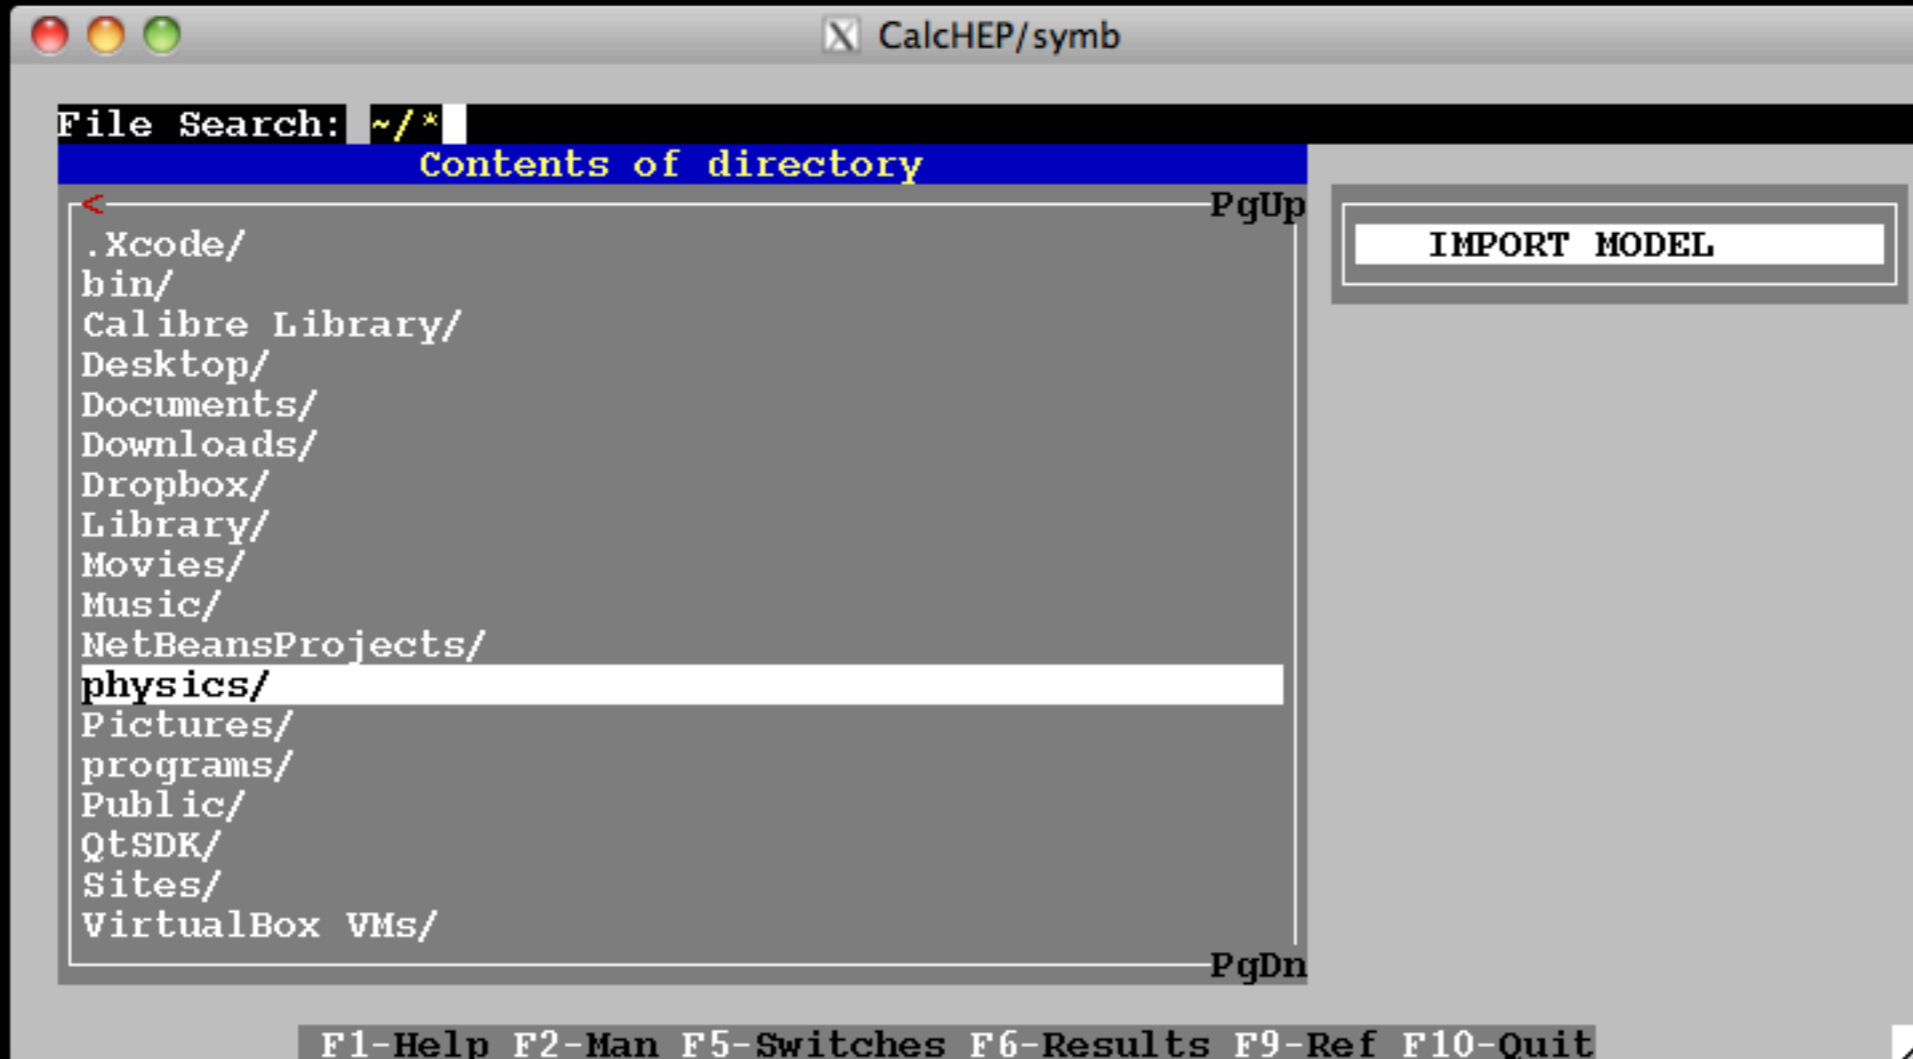 CalcHEP/symb
File Search: ~/*
Contents of directory
<
PgUp
IMPORT MODEL
.Xcode/
bin/
Calibre Library/
Desktop/
Documents/
Downloads/
Dropbox/
Library/
Movies/
Music/
NetBeansProjects/
physics/
Pictures/
programs/
Public/
QtSDK/
Sites/
VirtualBox VMs/
PgDn
F1-Help F2-Man F5-Switches F6-Results F9-Ref F10-Quit